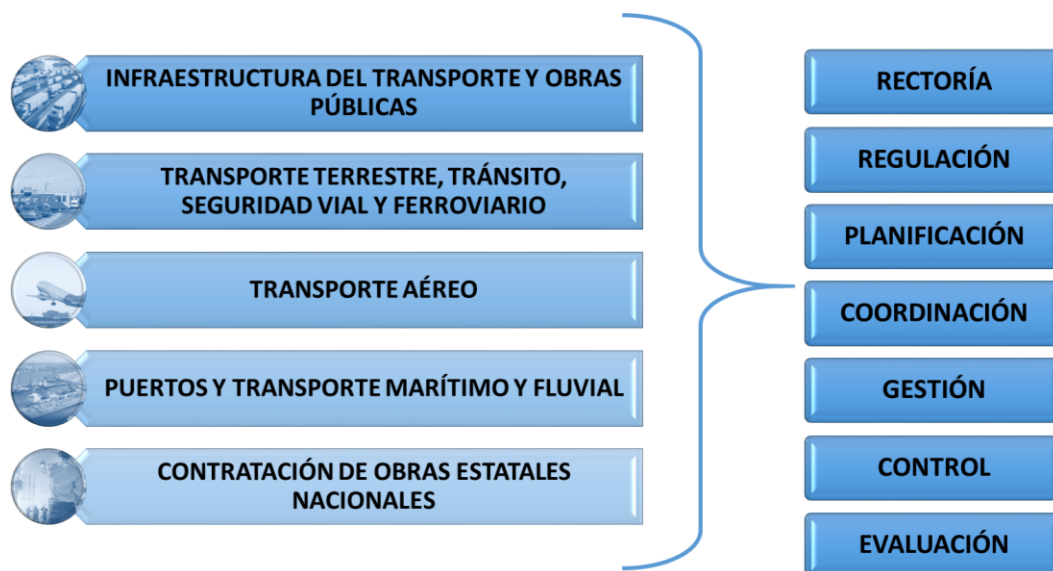 INFRAESTRUCTURA DEL TRANSPORTE Y OBRAS
PÚBLICAS
TRANSPORTE TERRESTRE, TRÁNSITO,
SEGURIDAD VIAL Y FERROVIARIO
TRANSPORTE AÉREO
PUERTOS Y TRANSPORTE MARÍTIMO Y FLUVIAL
CONTRATACIÓN DE OBRAS ESTATALES
NACIONALES
RECTORÍA
REGULACIÓN
PLANIFICACIÓN
COORDINACIÓN
GESTIÓN
CONTROL
EVALUACIÓN